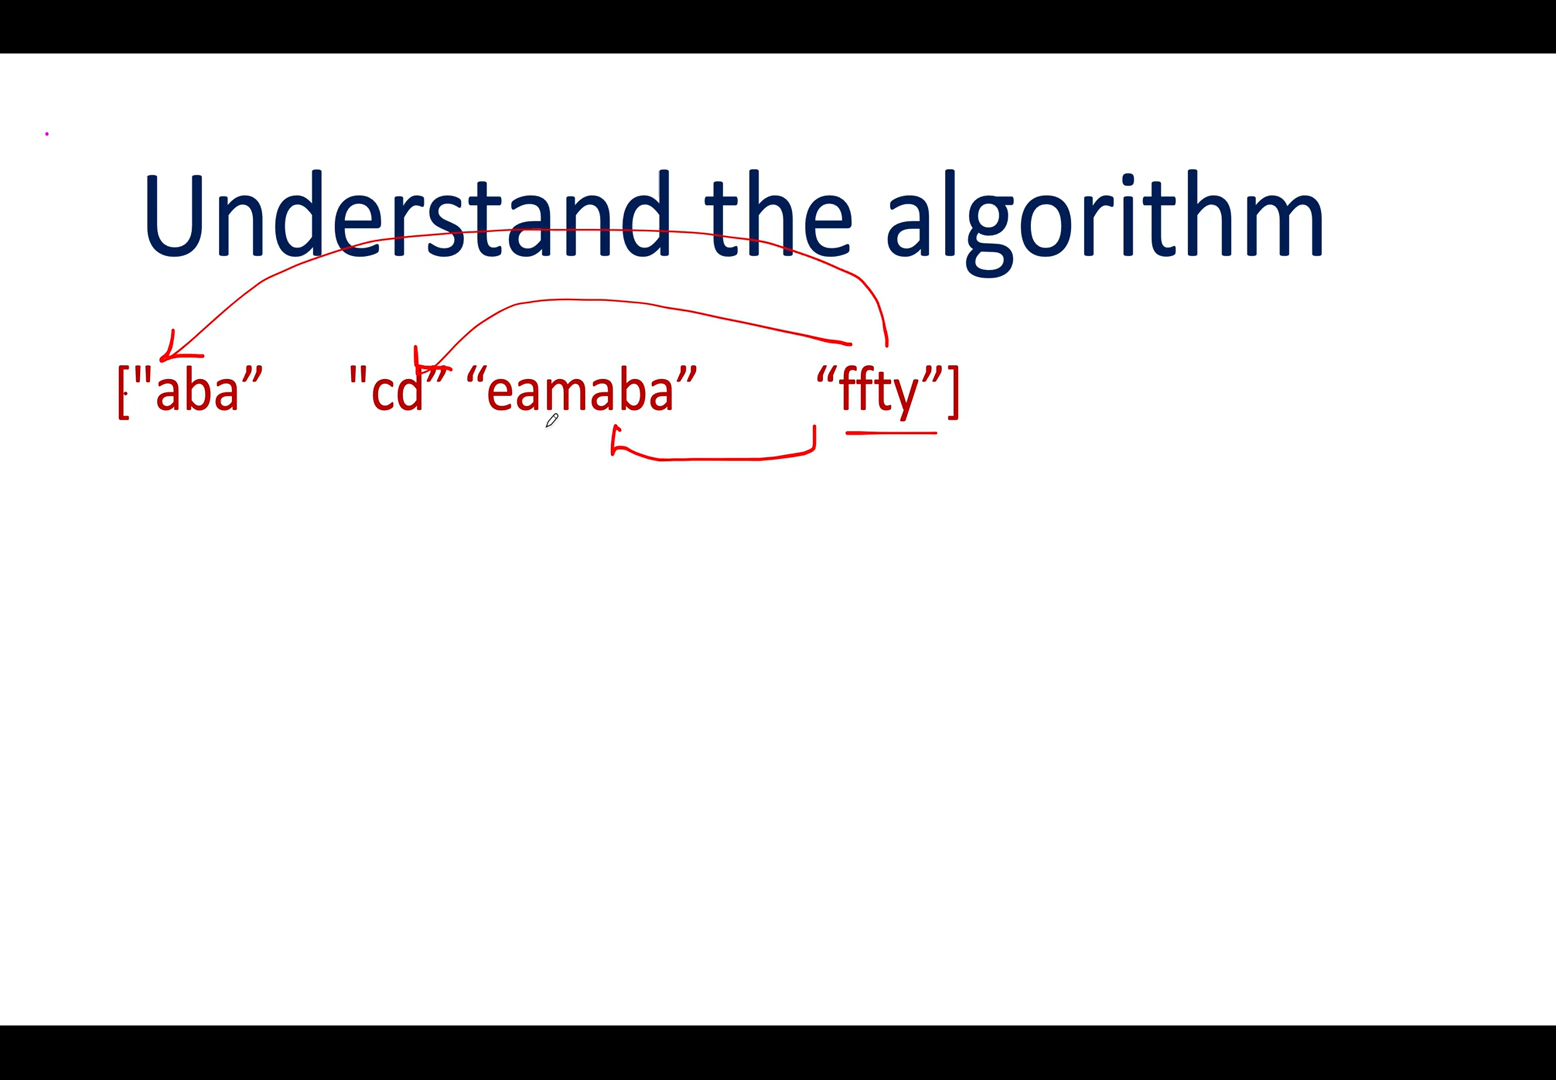 Understand the algorithm
["aba” "cd” “eamaba” “ffty”]